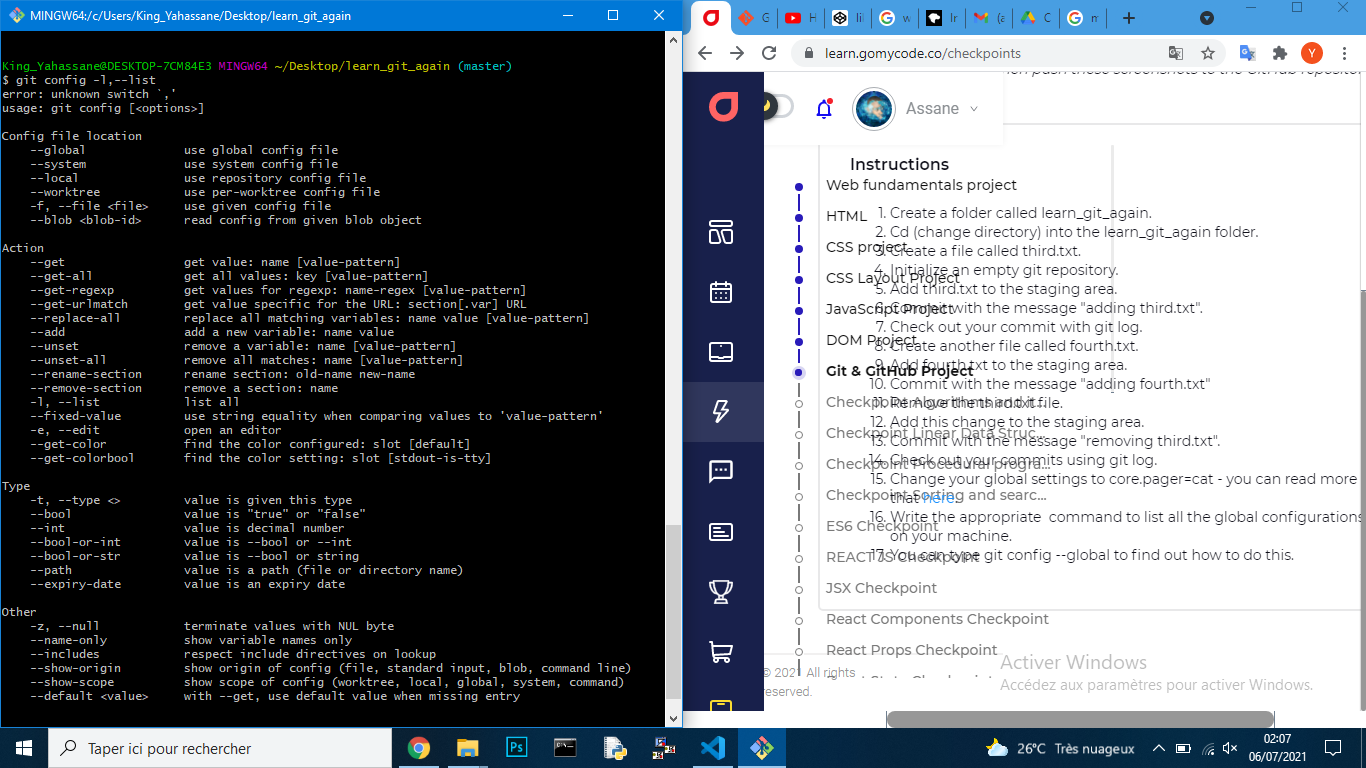 MINGW64:/c/Users/King_Yahassane/Desktop/learn_git_again
King_Yahassane@DESKTOP-7CM84E3 MINGW64 ~/Desktop/learn_git_again (master)
$ git config -l,--list
error: unknown switch `,'
usage: git config [<options>]
Config file location
--global use global config file
--system use system config file
--local use repository config file
--worktree use per-worktree config file
-f, --file <file> use given config file
--blob <blob-id> read config from given blob object
Action
--get get value: name [value-pattern]
--get-all get all values: key [value-pattern]
--get-regexp get values for regexp: name-regex [value-pattern]
--get-urlmatch get value specific for the URL: section[.var] URL
--replace-all replace all matching variables: name value [value-pattern]
--add add a new variable: name value
--unset remove a variable: name [value-pattern]
--unset-all remove all matches: name [value-pattern]
--rename-section rename section: old-name new-name
--remove-section remove a section: name
-l, --list list all
--fixed-value use string equality when comparing values to 'value-pattern'
-e, --edit open an editor
--get-color find the color configured: slot [default]
--get-colorbool find the color setting: slot [stdout-is-tty]
Type
-t, --type <> value is given this type
--bool value is "true" or "false"
--int value is decimal number
--bool-or-int value is --bool or --int
--bool-or-str value is --bool or string
--path value is a path (file or directory name)
--expiry-date value is an expiry date
Other
-z, --null terminate values with NUL byte
--name-only show variable names only
--includes respect include directives on lookup
--show-origin show origin of config (file, standard input, blob, command line)
--show-scope show scope of config (worktree, local, global, system, command)
--default <value> with --get, use default value when missing entry
learn.gomycode.co/checkpoints
Y
then push these screenshots to the GitHub repositor
Assane
Instructions
Web fundamentals project
HTML
CSS project
CSS Layout Project
JavaScript Project
DOM Project
Git & GitHub Project
Checkpoint Algorithms and it...
Checkpoint Linear Data Struc...
Checkpoint Procedural progra...
Checkpoint Sorting and searc...
ES6 Checkpoint
REACT JS Checkpoint
JSX Checkpoint
React Components Checkpoint
React Props Checkpoint
1. Create a folder called learn_git_again.
2. Cd (change directory) into the learn_git_again folder.
3. Create a file called third.txt.
4. Initialize an empty git repository.
5. Add third.txt to the staging area.
6. Commit with the message "adding third.txt".
7. Check out your commit with git log.
8. Create another file called fourth.txt.
9. Add fourth.txt to the staging area.
10. Commit with the message "adding fourth.txt"
11. Remove the third.txt file.
12. Add this change to the staging area.
13. Commit with the message "removing third.txt".
14. Check out your commits using git log.
15. Change your global settings to core.pager=cat - you can read more
that here.
16. Write the appropriate command to list all the global configurations
on your machine.
17. You can type git config --global to find out how to do this.
© 2021 All rights
reserved.
Activer Windows
Accédez aux paramètres pour activer Windows.
Taper ici pour rechercher
26°C Très nuageux
02:07
06/07/2021